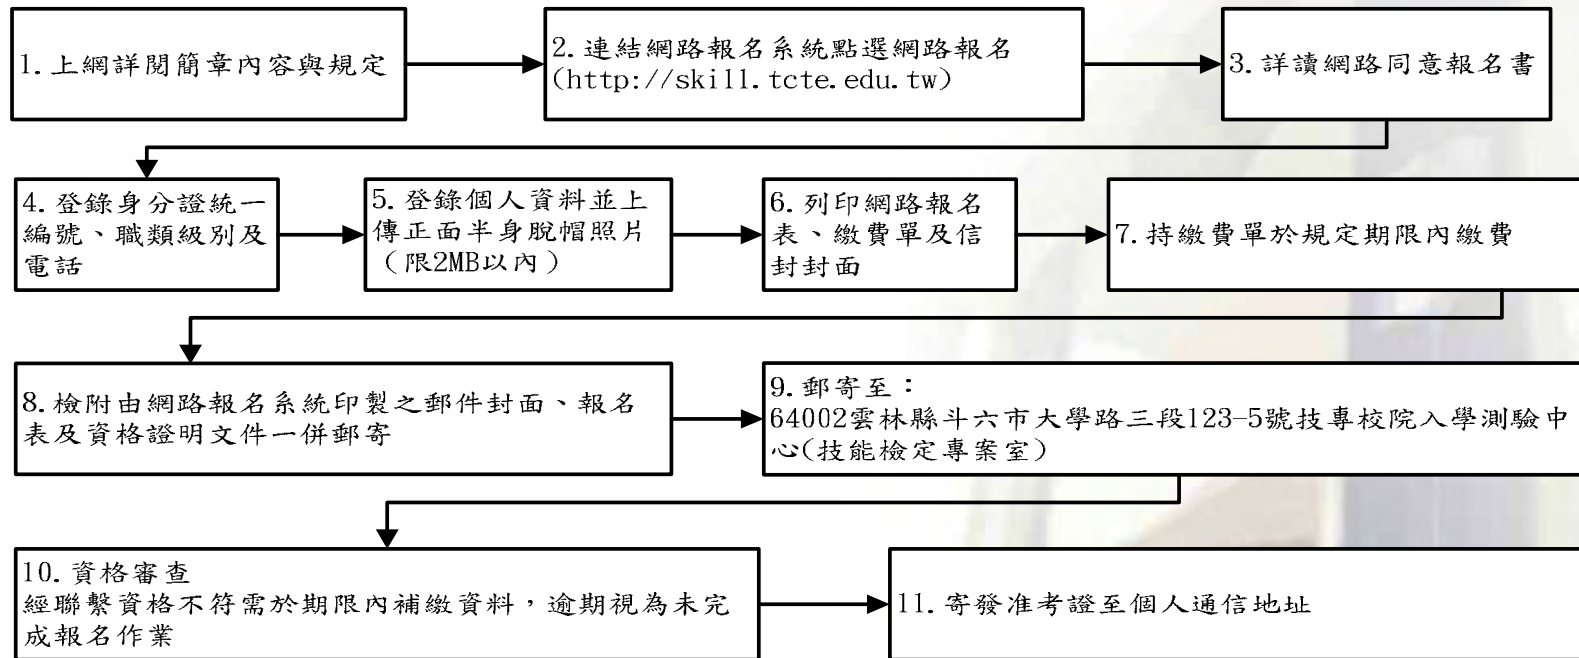 1.上網詳閱簡章內容與規定
2.連結網路報名系統點選網路報名
(http://skill.tcte.edu.tw)
3.詳讀網路同意報名書
4.登錄身分證統一
編號、職類級別及
電話
5.登錄個人資料並上
傳正面半身脫帽照片
（限2MB以內）
6.列印網路報名
表、繳費單及信
封封面
7.持繳費單於規定期限內繳費
8.檢附由網路報名系統印製之郵件封面、報名
表及資格證明文件一併郵寄
9.郵寄至：
64002雲林縣斗六市大學路三段123-5號技專校院入學測驗中
心(技能檢定專案室)
10.資格審查
經聯繫資格不符需於期限內補繳資料，逾期視為未完
成報名作業
11.寄發准考證至個人通信地址